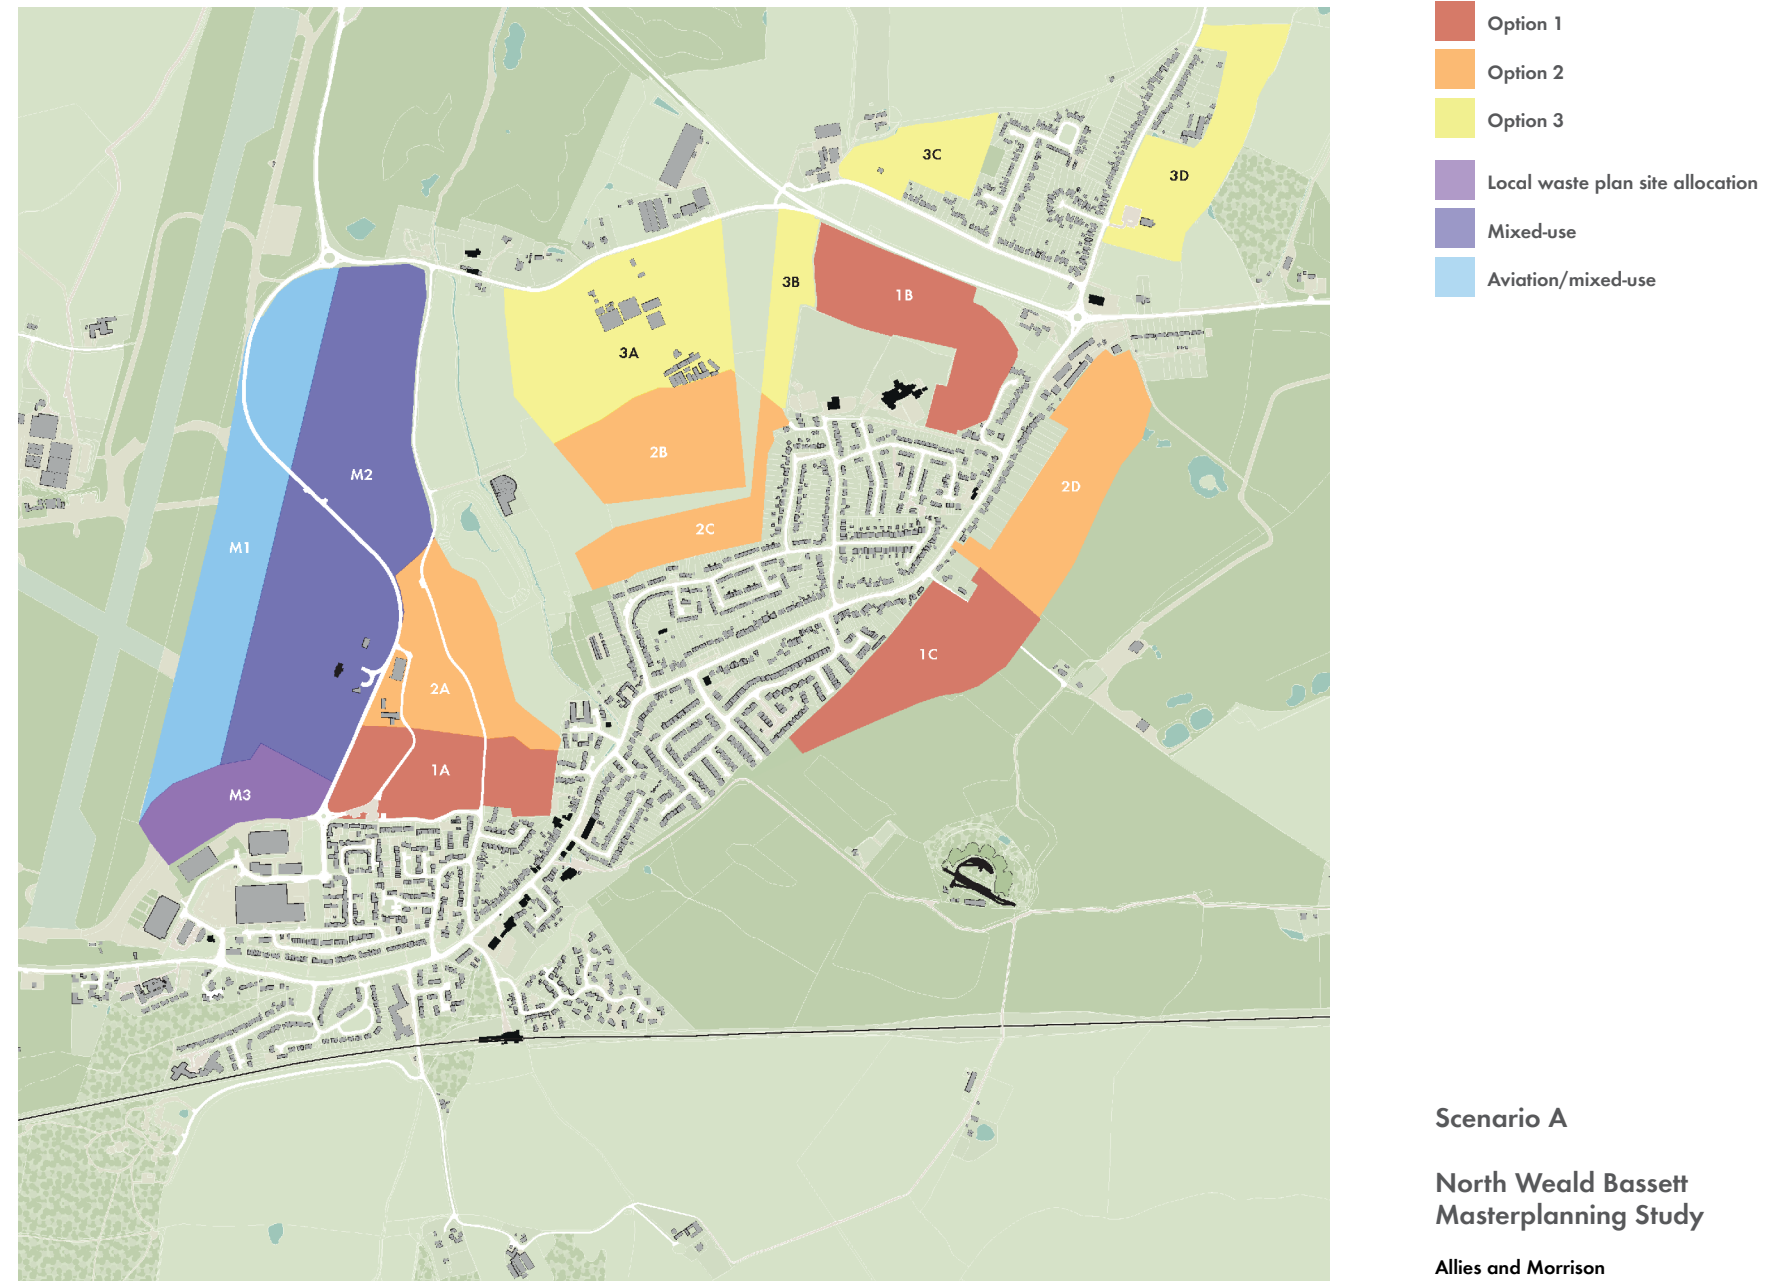 Option 1
Option 2
Option 3
Local waste plan site allocation
Mixed-use
Aviation/mixed-use
3C
3D
3B
1B
3A
2B
M2
2D
2C
M1
1C
2A
1A
M3
Scenario A
North Weald Bassett
Masterplanning Study
Allies and Morrison